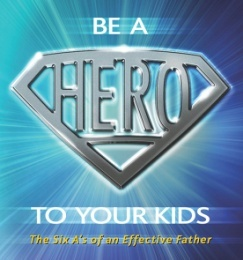 BE A
HERO
TO YOUR KIDS
The Six A's of an Effective Father